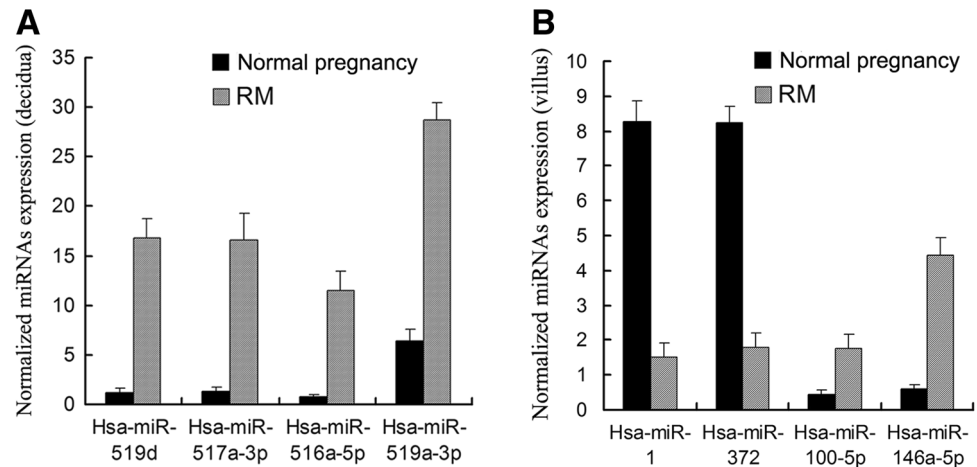 A
Normalized miRNAs expression (decidua)
35
30
25
20
15
10
5
0
Normal pregnancy
RM
Hsa-miR-
519d
Hsa-miR-
517a-3p
Hsa-miR-
516a-5p
Hsa-miR-
519a-3p
B
Normalized miRNAs expression (villus)
10
9
8
7
6
5
4
3
2
1
0
Normal pregnancy
RM
Hsa-miR-
1
Hsa-miR-
372
Hsa-miR-
100-5p
Hsa-miR-
146a-5p